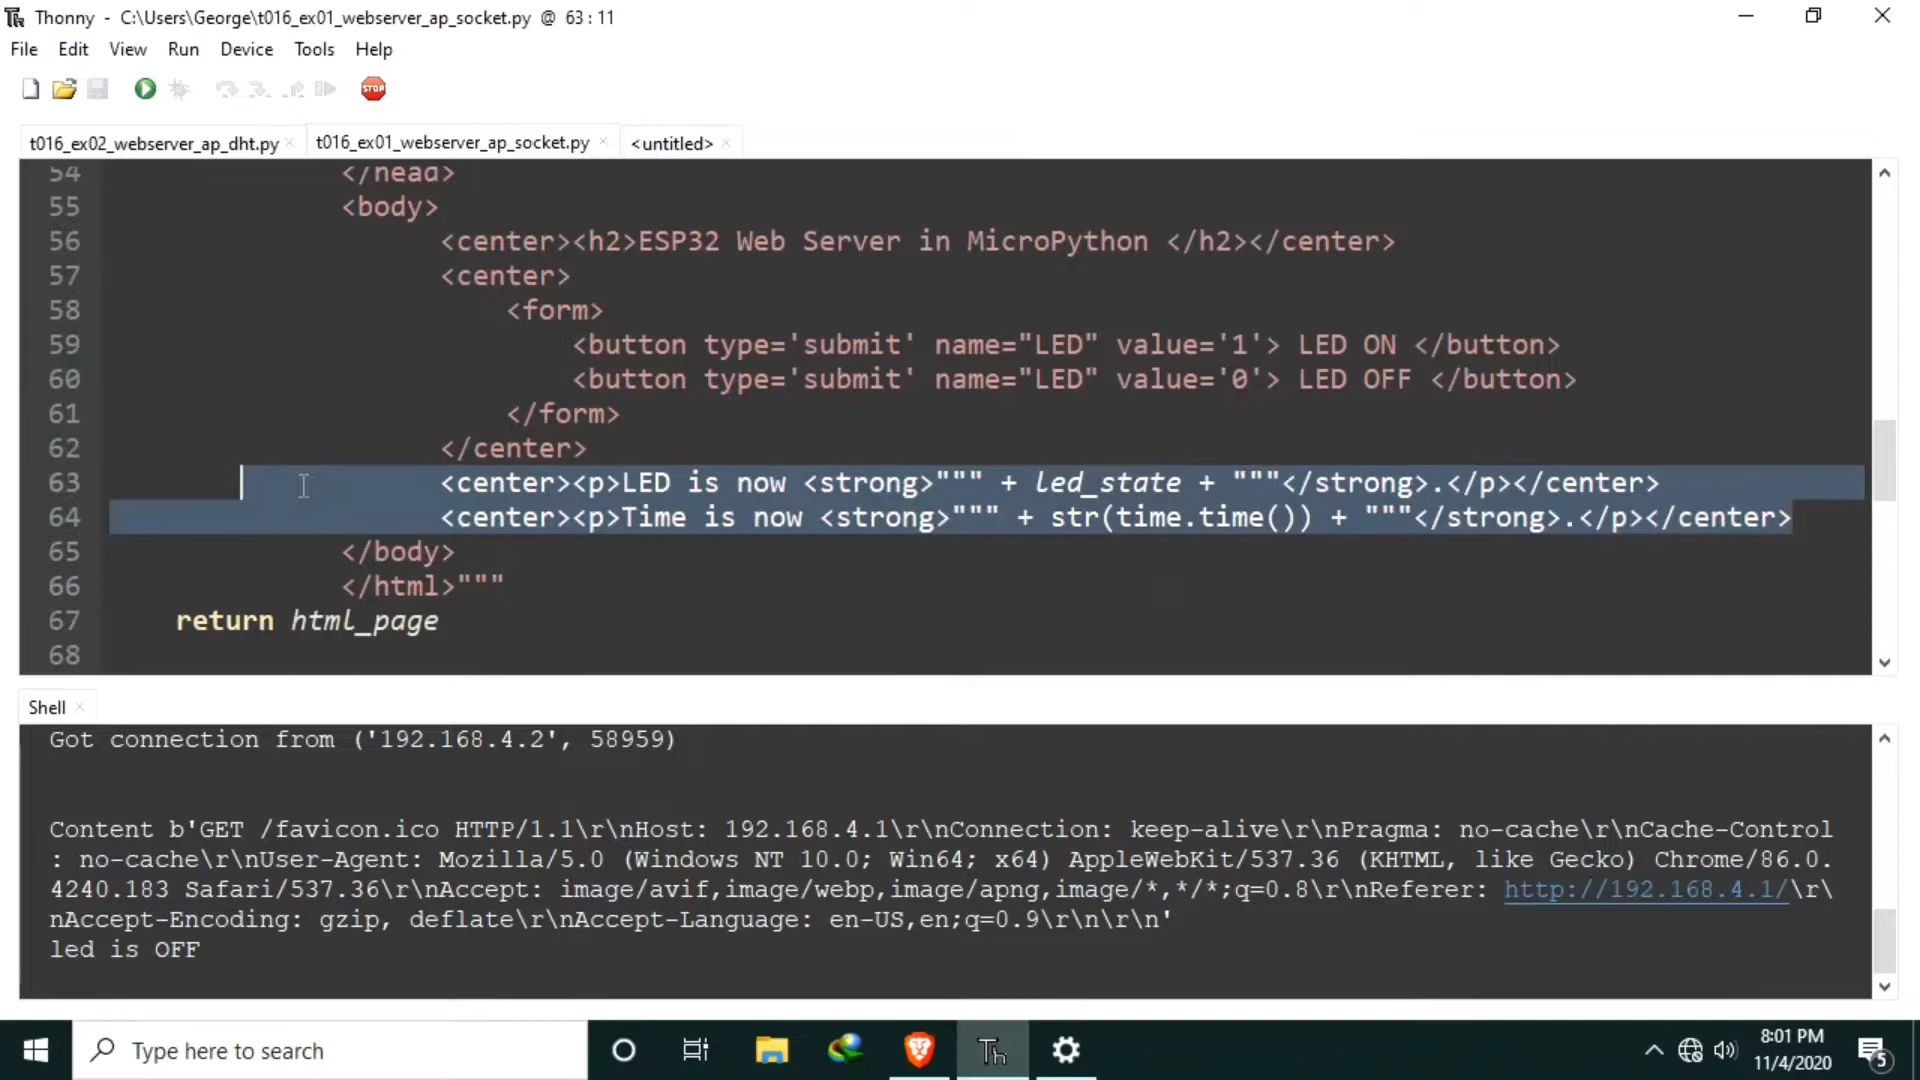 Thonny - C:\Users\George\t016_ex01_webserver_ap_socket.py @ 63:11
File Edit View Run Device Tools Help
STOP
t016_ex02_webserver_ap_dht.py × t016_ex01_webserver_ap_socket.py × <untitled> ×
54 </head>
55 <body>
56 <center><h2>ESP32 Web Server in MicroPython </h2></center>
57 <center>
58 <form>
59 <button type='submit' name="LED" value='1'> LED ON </button>
60 <button type='submit' name="LED" value='0'> LED OFF </button>
61 </form>
62 </center>
63 <center><p>LED is now <strong>""" + led_state + """</strong>.</p></center>
64 <center><p>Time is now <strong>""" + str(time.time()) + """</strong>.</p></center>
65 </body>
66 </html>"""
67 return html_page
68
Shell ×
Got connection from ('192.168.4.2', 58959)
Content b'GET /favicon.ico HTTP/1.1\r\nHost: 192.168.4.1\r\nConnection: keep-alive\r\nPragma: no-cache\r\nCache-Control
: no-cache\r\nUser-Agent: Mozilla/5.0 (Windows NT 10.0; Win64; x64) AppleWebKit/537.36 (KHTML, like Gecko) Chrome/86.0.
4240.183 Safari/537.36\r\nAccept: image/avif,image/webp,image/apng,image/*,*/*;q=0.8\r\nReferer: http://192.168.4.1/\r\
nAccept-Encoding: gzip, deflate\r\nAccept-Language: en-US,en;q=0.9\r\n\r\n'
led is OFF
Type here to search
Th
8:01 PM
11/4/2020
5